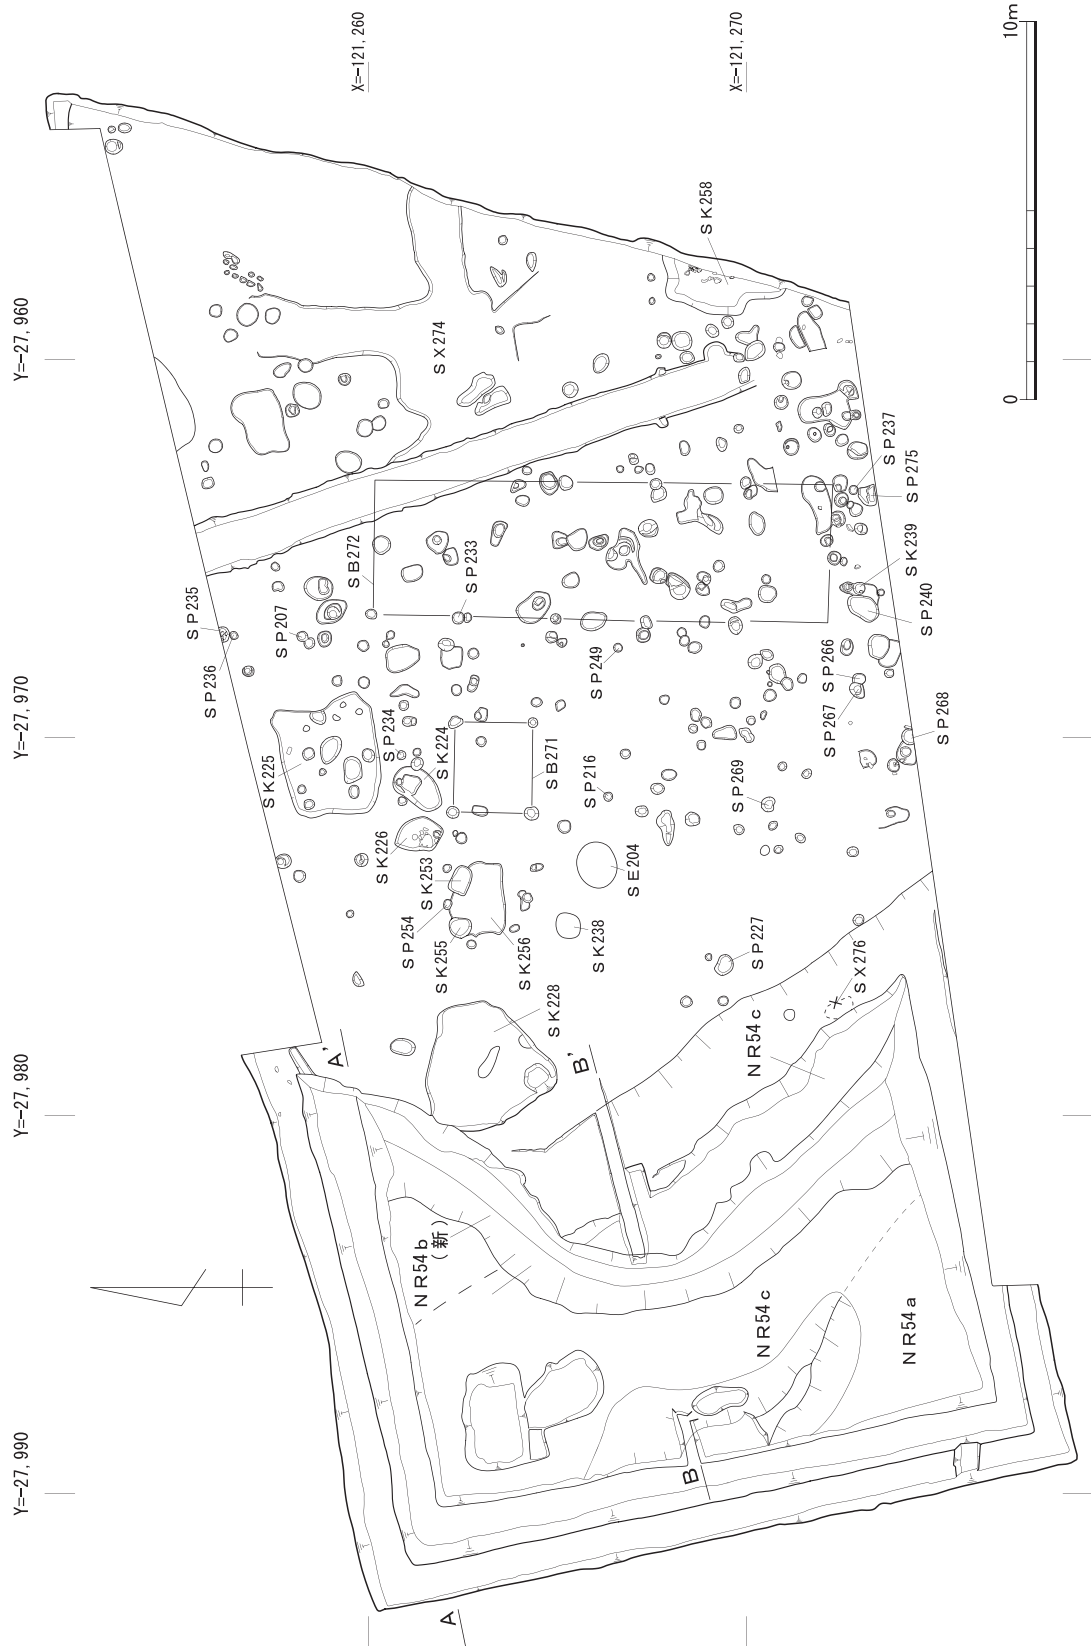 10m
0
X=-121,260
X=-121,270
Y=-27,960
Y=-27,970
Y=-27,980
Y=-27,990
SK258
SX274
SP237
SP275
SK239
SP240
SB272
SP233
SP235
SP207
SP236
SP249
SP266
SP267
SP268
SK225
SP234
SK224
SB271
SP216
SP269
SK226
SK253
SE204
SP254
SK255
SK256
SK238
SP227
SX276
SK228
A'
B'
NR54c
NR54b
(新)
NR54c
NR54a
B
A